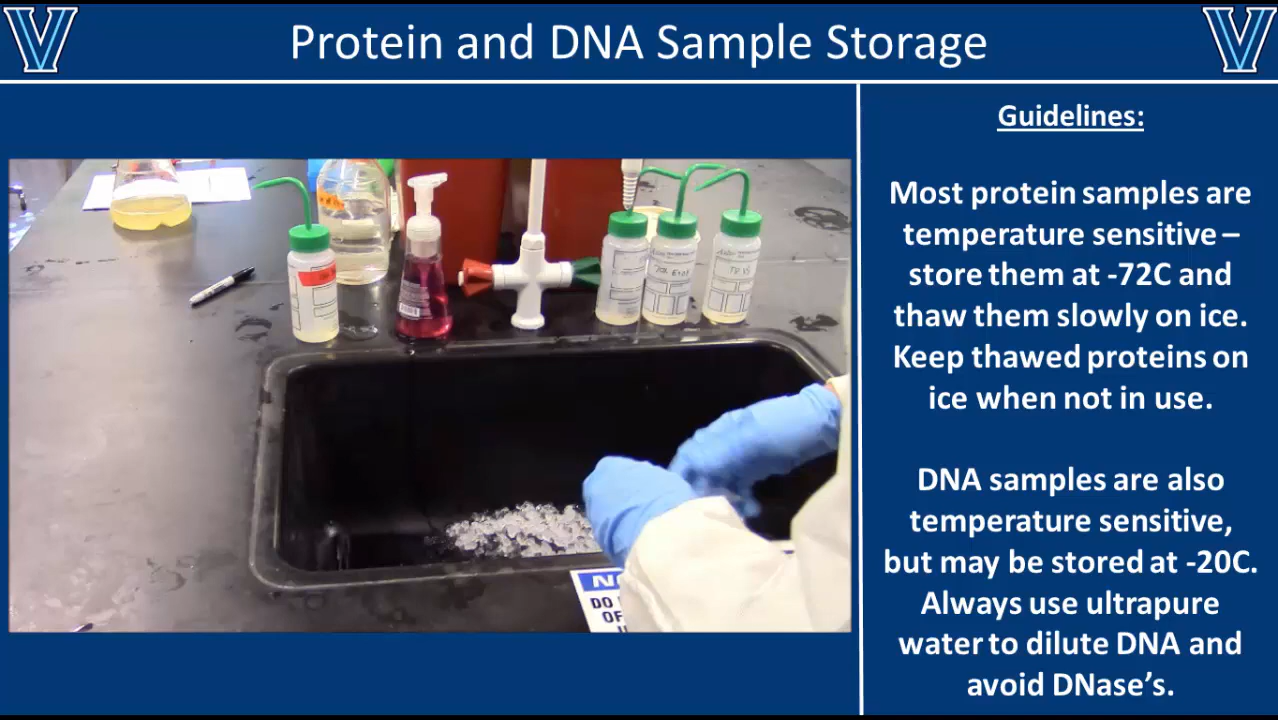 Protein and DNA Sample Storage
Guidelines:
Most protein samples are
temperature sensitive –
store them at -72C and
thaw them slowly on ice.
Keep thawed proteins on
ice when not in use.
DNA samples are also
temperature sensitive,
but may be stored at -20C.
Always use ultrapure
water to dilute DNA and
avoid DNase's.
DO
OF